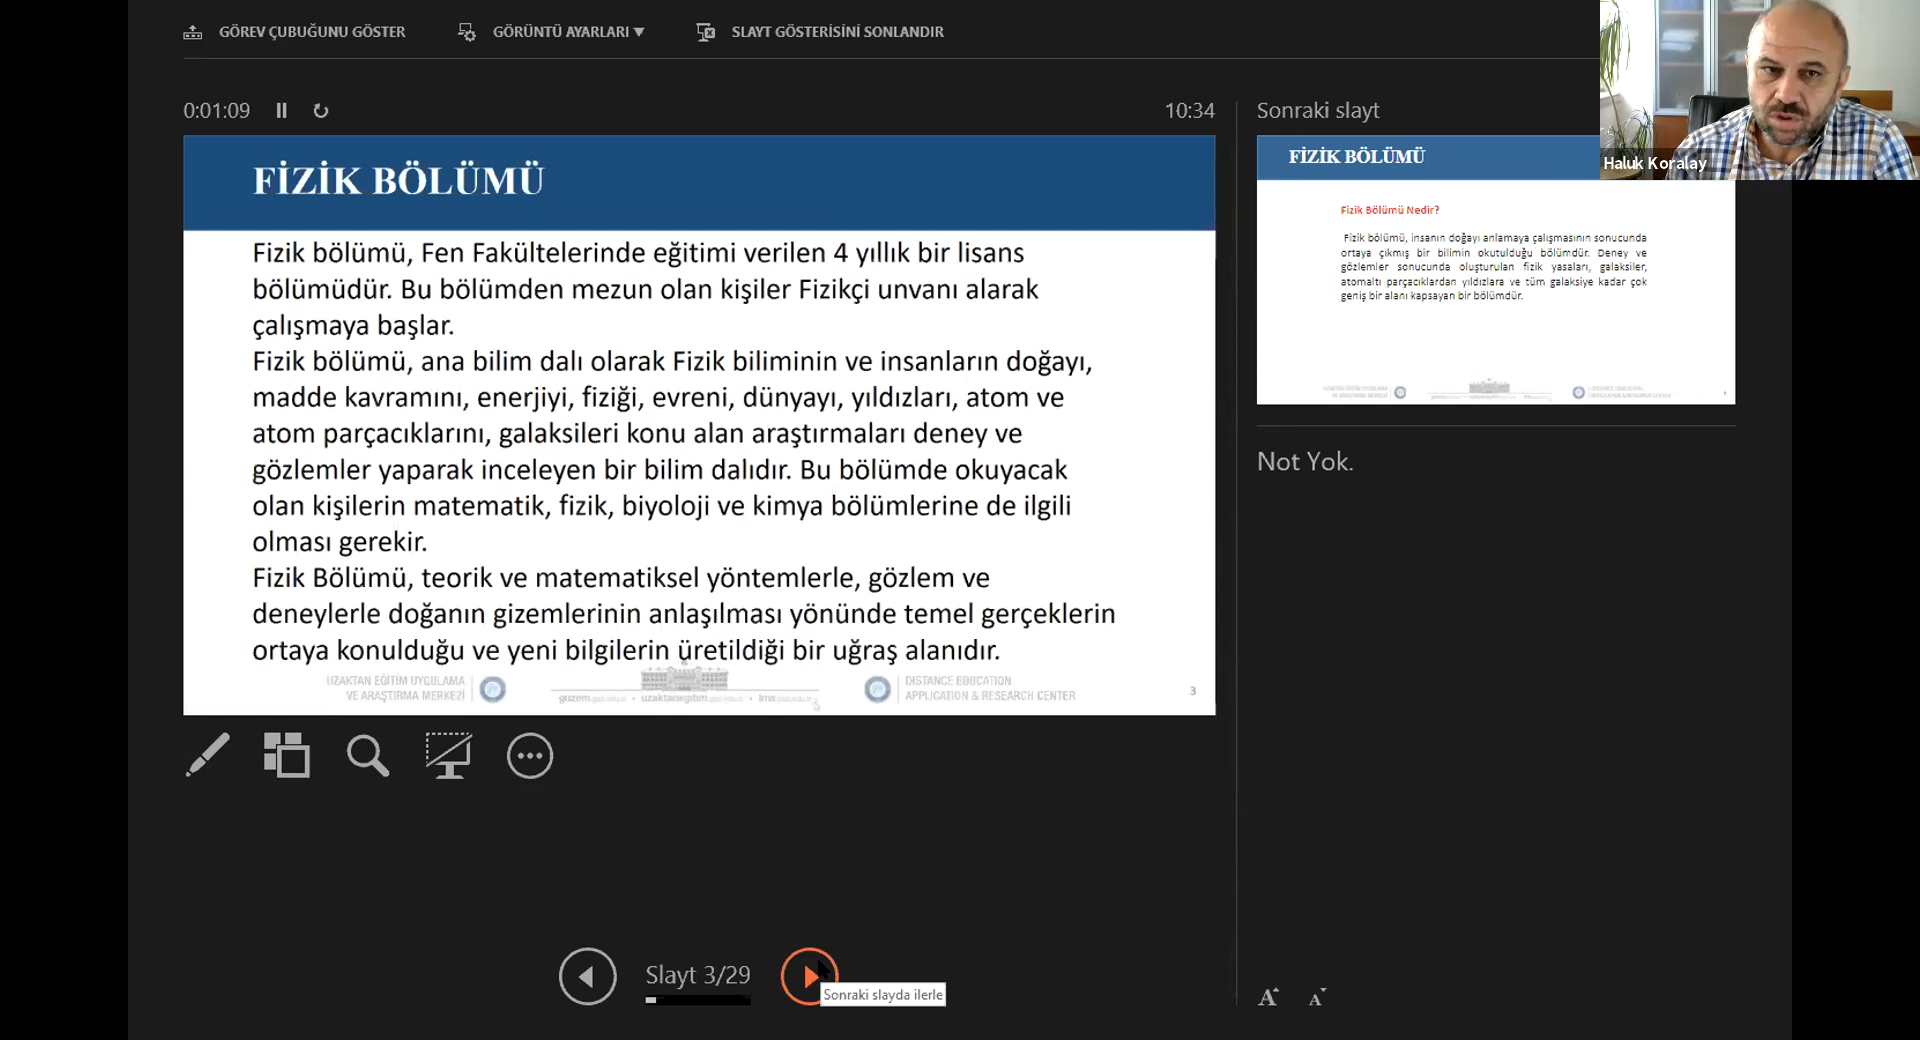 GÖREV ÇUBUĞUNU GÖSTER
GÖRÜNTÜ AYARLARI
SLAYT GÖSTERİSİNİ SONLANDIR
0:01:09
10:34
FİZİK BÖLÜMÜ
Fizik bölümü, Fen Fakültelerinde eğitimi verilen 4 yıllık bir lisans
bölümüdür. Bu bölümden mezun olan kişiler Fizikçi unvanı alarak
çalışmaya başlar.
Fizik bölümü, ana bilim dalı olarak Fizik biliminin ve insanların doğayı,
madde kavramını, enerjiyi, fiziği, evreni, dünyayı, yıldızları, atom ve
atom parçacıklarını, galaksileri konu alan araştırmaları deney ve
gözlemler yaparak inceleyen bir bilim dalıdır. Bu bölümde okuyacak
olan kişilerin matematik, fizik, biyoloji ve kimya bölümlerine de ilgili
olması gerekir.
Fizik Bölümü, teorik ve matematiksel yöntemlerle, gözlem ve
deneylerle doğanın gizemlerinin anlaşılması yönünde temel gerçeklerin
ortaya konulduğu ve yeni bilgilerin üretildiği bir uğraş alanıdır.
UZAKTAN EĞİTİM UYGULAMA
VE ARAŞTIRMA MERKEZİ
DISTANCE EDUCATION
APPLICATION & RESEARCH CENTER
3
Slayt 3/29
Sonraki slayda ilerle
Sonraki slayt
FİZİK BÖLÜMÜ
Fizik Bölümü Nedir?
Fizik bölümü, insanın doğayı anlamaya çalışmasının sonucunda
ortaya çıkmış bir bilimin okutulduğu bölümdür. Deney ve
gözlemler sonucunda oluşturulan fizik yasaları, galaksiler,
atomaltı parçacıklardan yıldızlara ve tüm galaksiye kadar çok
geniş bir alanı kapsayan bir bölümdür.
Not Yok.
A A
Haluk Koralay